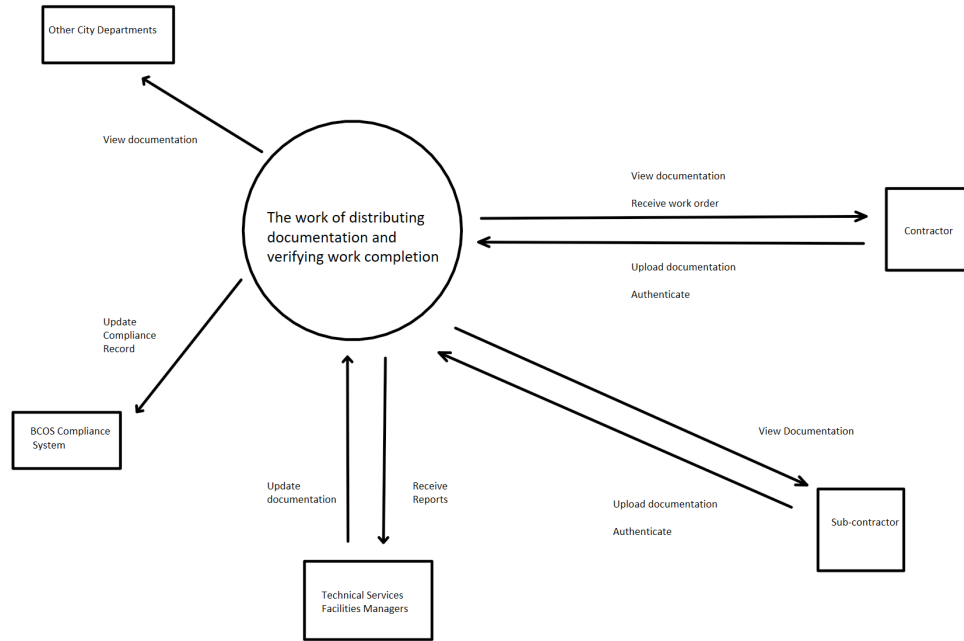 Other City Departments
View documentation
View documentation
Receive work order
Contractor
The work of distributing
documentation and
verifying work completion
Upload documentation
Authenticate
Update
Compliance
Record
BCOS Compliance
System
View Documentation
Update
documentation
Receive
Reports
Upload documentation
Authenticate
Sub-contractor
Technical Services
Facilities Managers